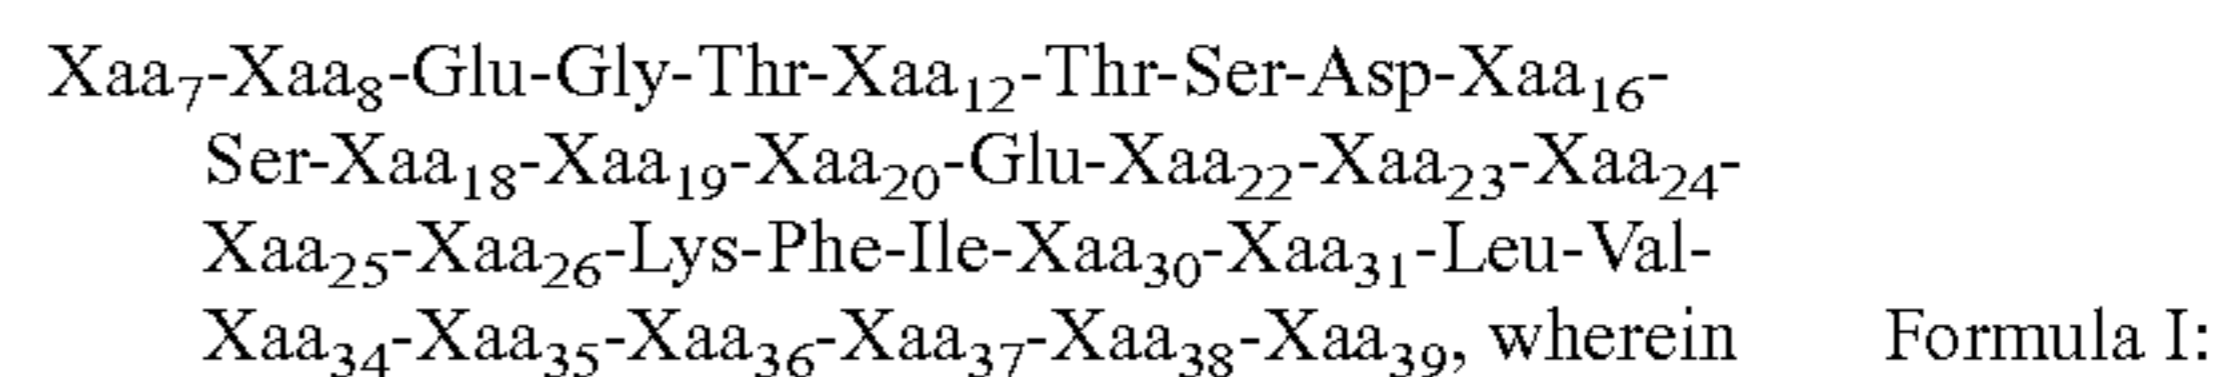 Xaa₇-Xaa₈-Glu-Gly-Thr-Xaa₁₂-Thr-Ser-Asp-Xaa₁₆-
Ser-Xaa₁₈-Xaa₁₉-Xaa₂₀-Glu-Xaa₂₂-Xaa₂₃-Xaa₂₄-
Xaa₂₅-Xaa₂₆-Lys-Phe-Ile-Xaa₃₀-Xaa₃₁-Leu-Val-
Xaa₃₄-Xaa₃₅-Xaa₃₆-Xaa₃₇-Xaa₃₈-Xaa₃₉, wherein Formula I: